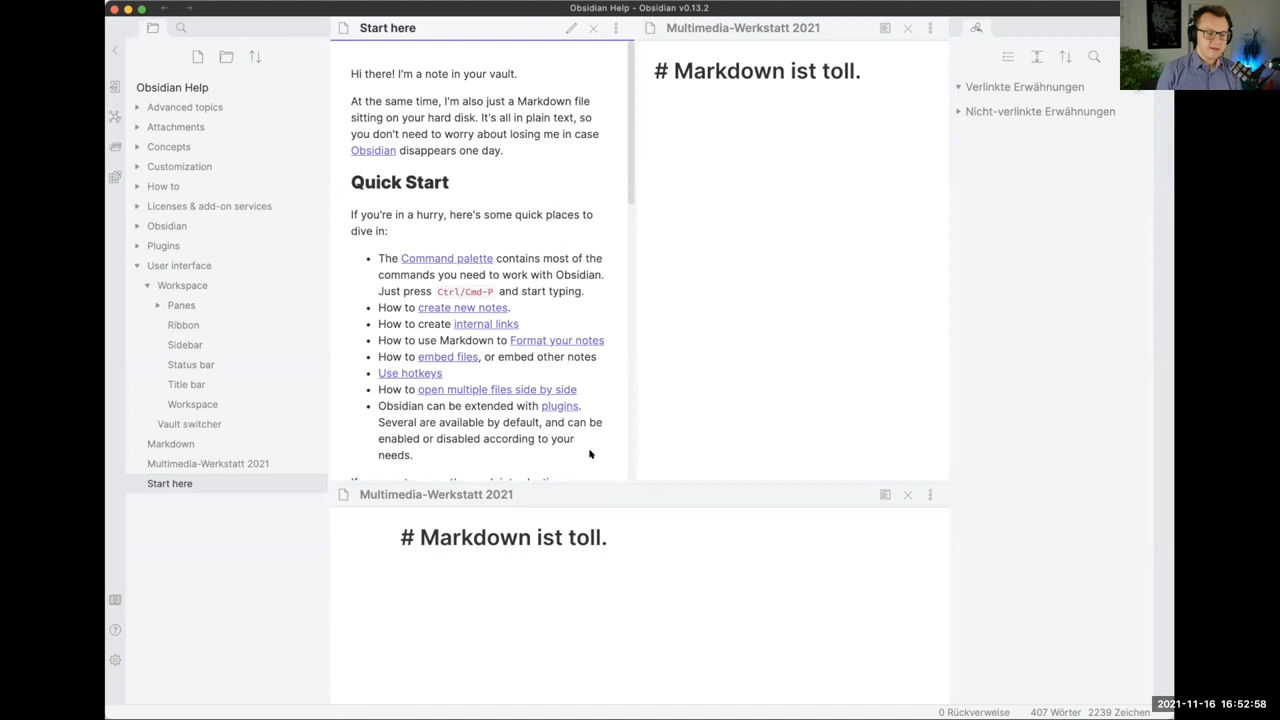 Obsidian Help - Obsidian v0.13.2
Start here
Multimedia-Werkstatt 2021
Obsidian Help
Advanced topics
Attachments
Concepts
Customization
How to
Licenses & add-on services
Obsidian
Plugins
User interface
Workspace
Panes
Ribbon
Sidebar
Status bar
Title bar
Workspace
Vault switcher
Markdown
Multimedia-Werkstatt 2021
Start here
Hi there! I'm a note in your vault.
At the same time, I'm also just a Markdown file
sitting on your hard disk. It's all in plain text, so
you don't need to worry about losing me in case
Obsidian disappears one day.
Quick Start
If you're in a hurry, here's some quick places to
dive in:
• The Command palette contains most of the
commands you need to work with Obsidian.
Just press Ctrl/Cmd-P and start typing.
• How to create new notes.
• How to create internal links
• How to use Markdown to Format your notes
• How to embed files, or embed other notes
• Use hotkeys
• How to open multiple files side by side
• Obsidian can be extended with plugins.
Several are available by default, and can be
enabled or disabled according to your
needs.
# Markdown ist toll.
Verlinkte Erwähnungen
Nicht-verlinkte Erwähnungen
Multimedia-Werkstatt 2021
# Markdown ist toll.
0 Rückverweise 407 Wörter 2239 Zeichen
2021-11-16 16:52:58